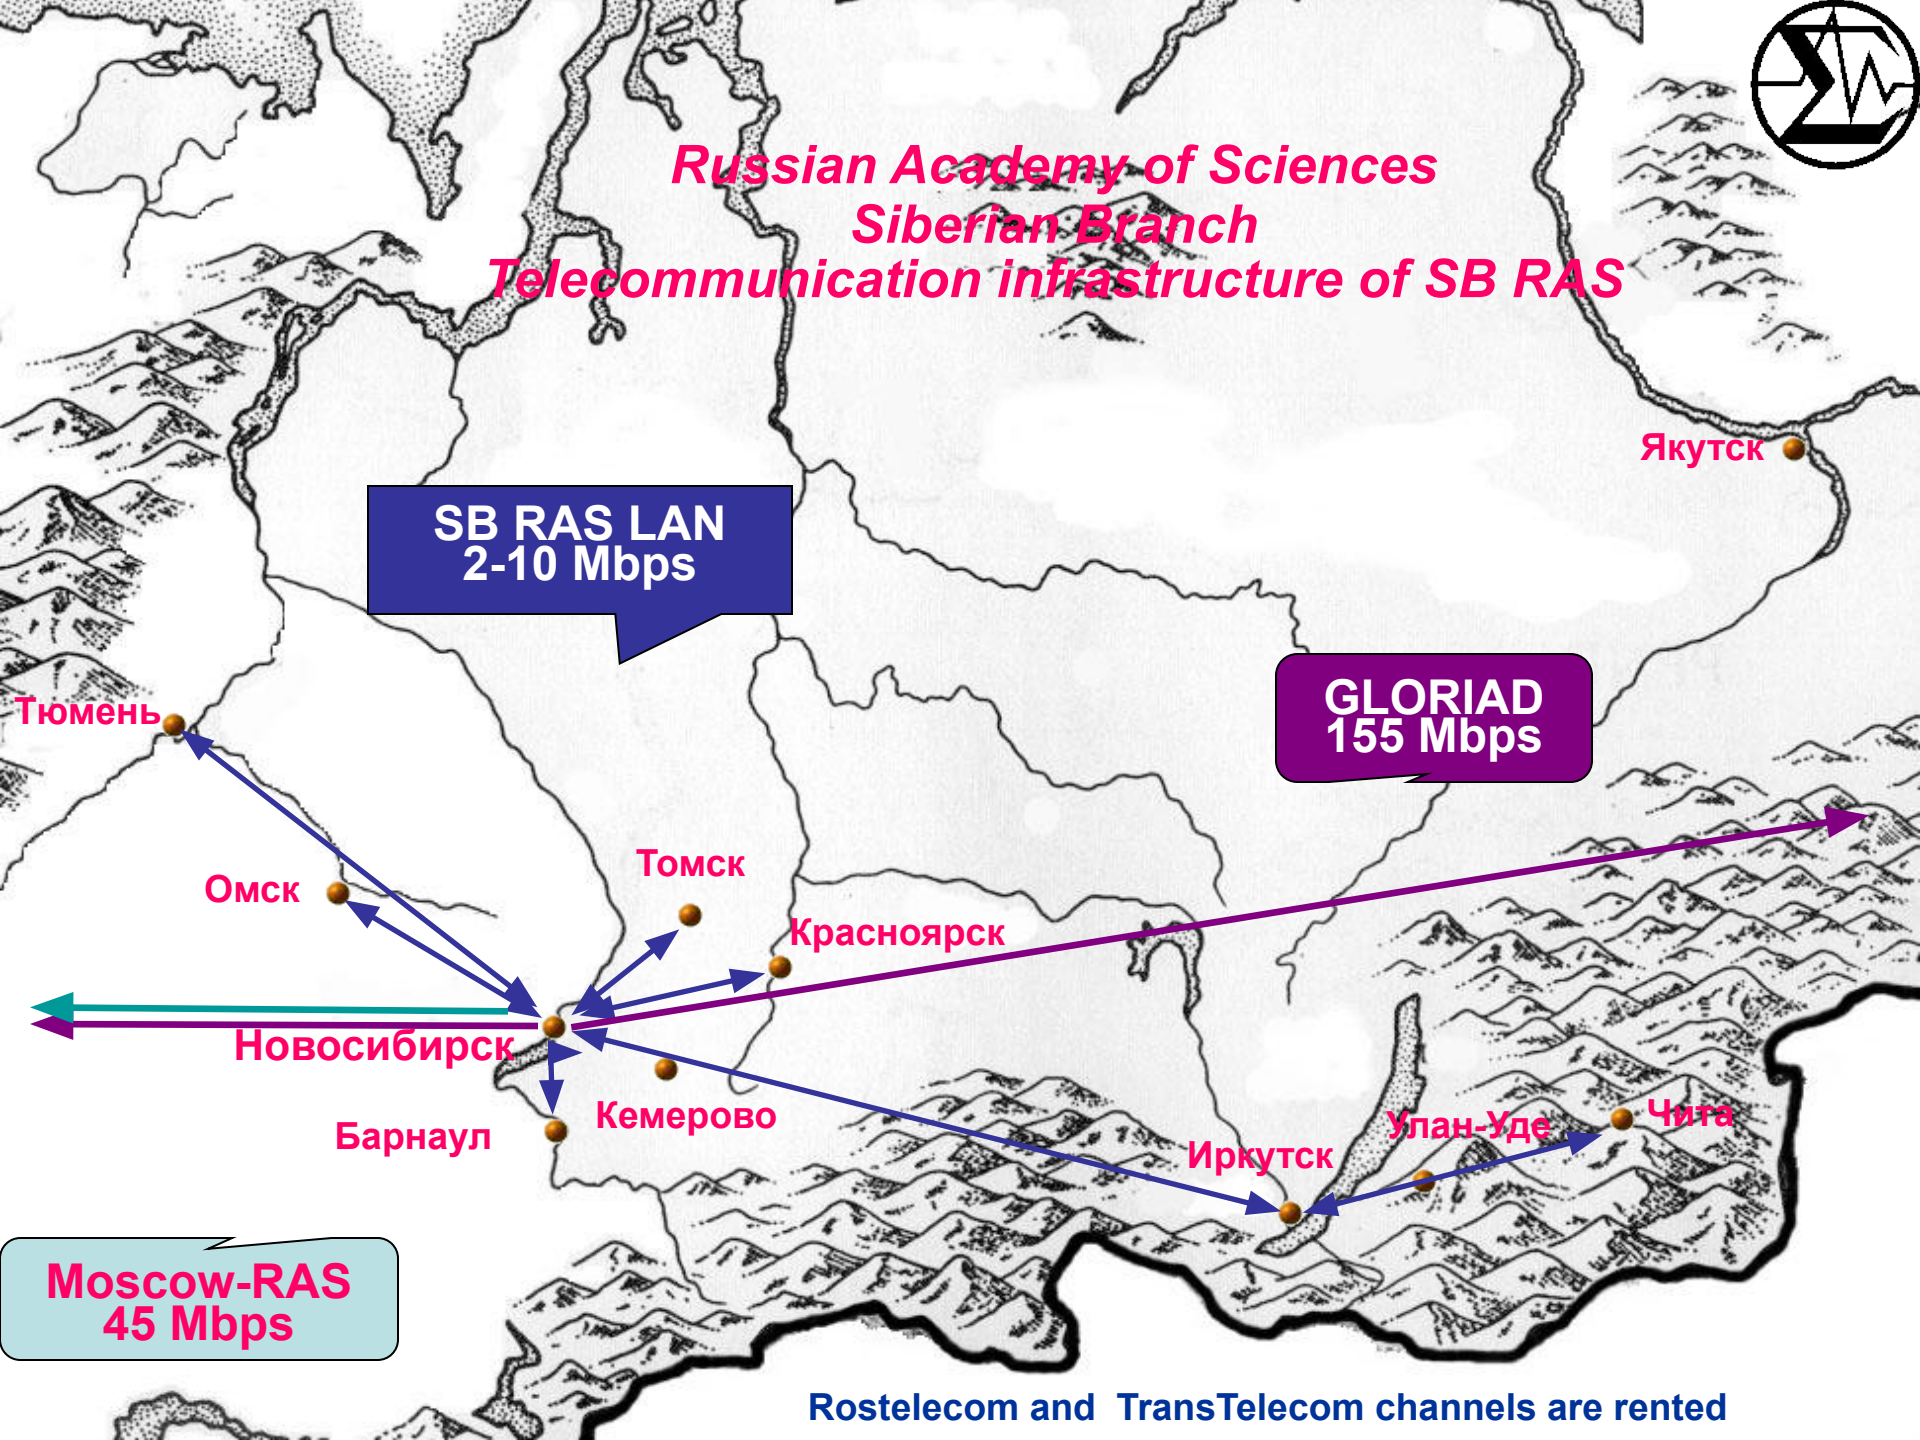 Russian Academy of Sciences
Siberian Branch
Telecommunication infrastructure of SB RAS
Якутск
SB RAS LAN
2-10 Mbps
GLORIAD
155 Mbps
Тюмень
Томск
Омск
Красноярск
Новосибирск
Кемерово
Барнаул
Улан-Уде
Чита
Иркутск
Moscow-RAS
45 Mbps
Rostelecom and TransTelecom channels are rented